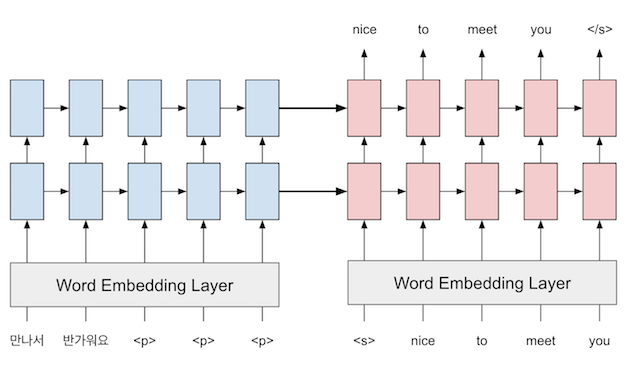 nice to meet you </s>
Word Embedding Layer
Word Embedding Layer
만나서 반가워요 <p> <p> <p>
<s> nice to meet you